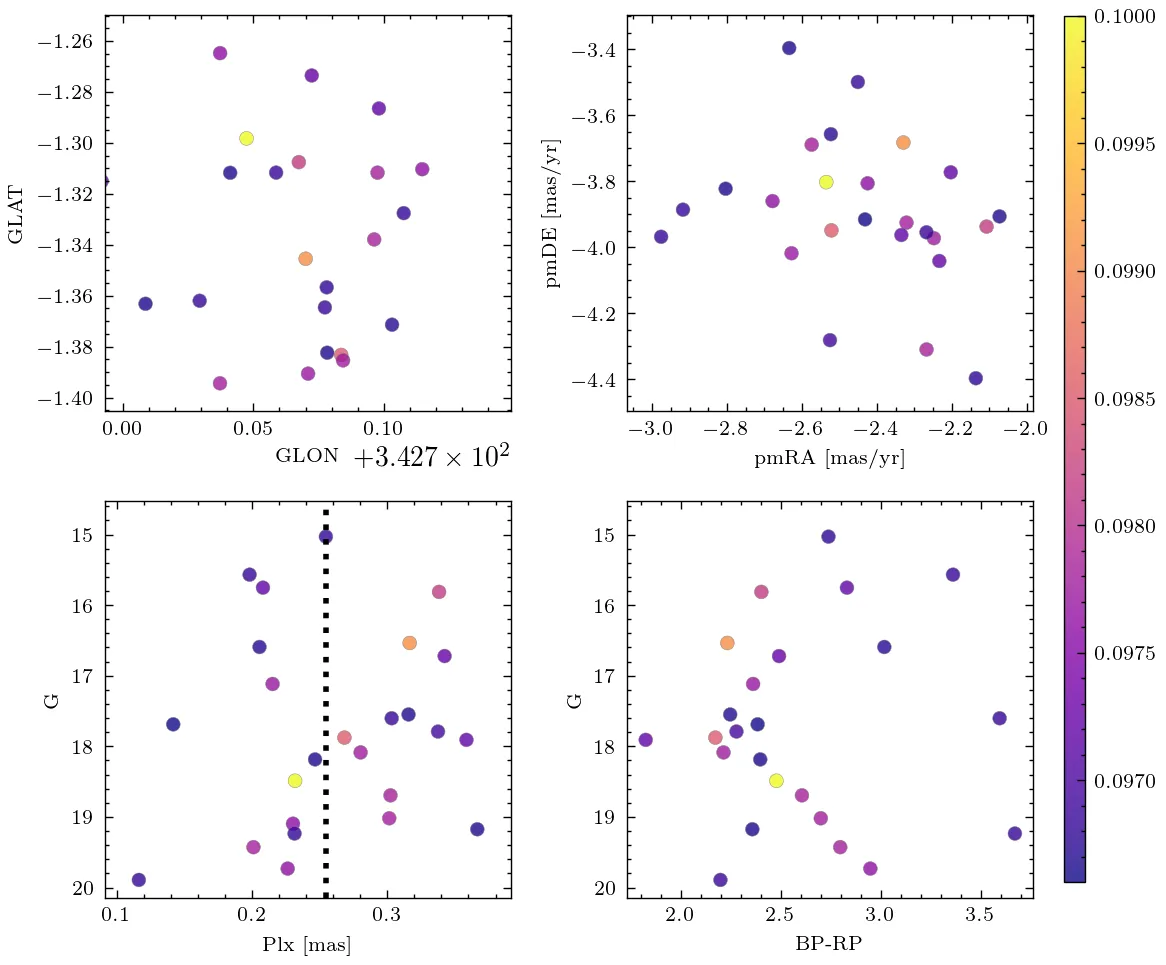 −1.26
−1.28
−1.30
−1.32
−1.34
−1.36
−1.38
−1.40
GLAT
0.00 0.05 0.10
GLON +3.427 × 10²
−3.4
−3.6
−3.8
−4.0
−4.2
−4.4
pmDE [mas/yr]
−3.0 −2.8 −2.6 −2.4 −2.2 −2.0
pmRA [mas/yr]
15
16
17
18
19
20
G
0.1 0.2 0.3
Plx [mas]
15
16
17
18
19
20
G
2.0 2.5 3.0 3.5
BP-RP
0.1000
0.0995
0.0990
0.0985
0.0980
0.0975
0.0970